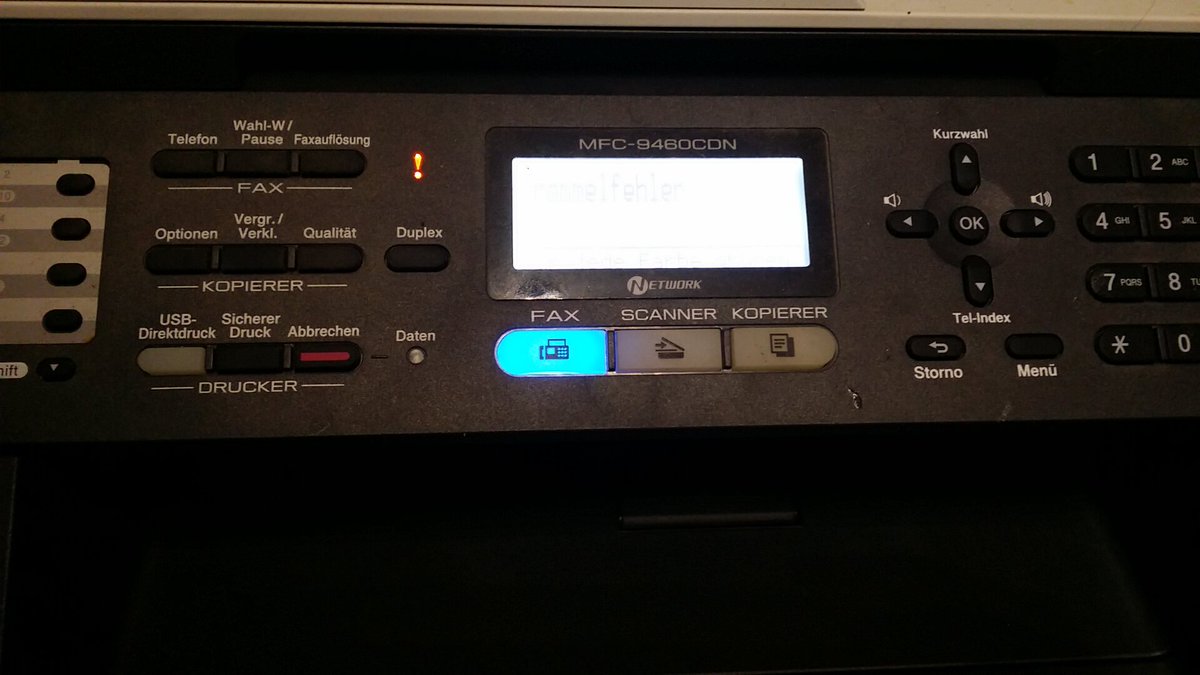 MFC-9460CDN
Kurzwahl
Telefon
Wahl-W /
Pause
Faxauflösung
FAX
1
2 ABC
4 GHI
5 JKL
7 PQRS
8
*
0
OK
Optionen
Vergr. /
Verkl.
Qualität
Duplex
KOPIERER
NETWORK
USB-
Direktdruck
Sicherer
Druck
Abbrechen
Daten
DRUCKER
FAX
SCANNER
KOPIERER
Tel-Index
Storno
Menü